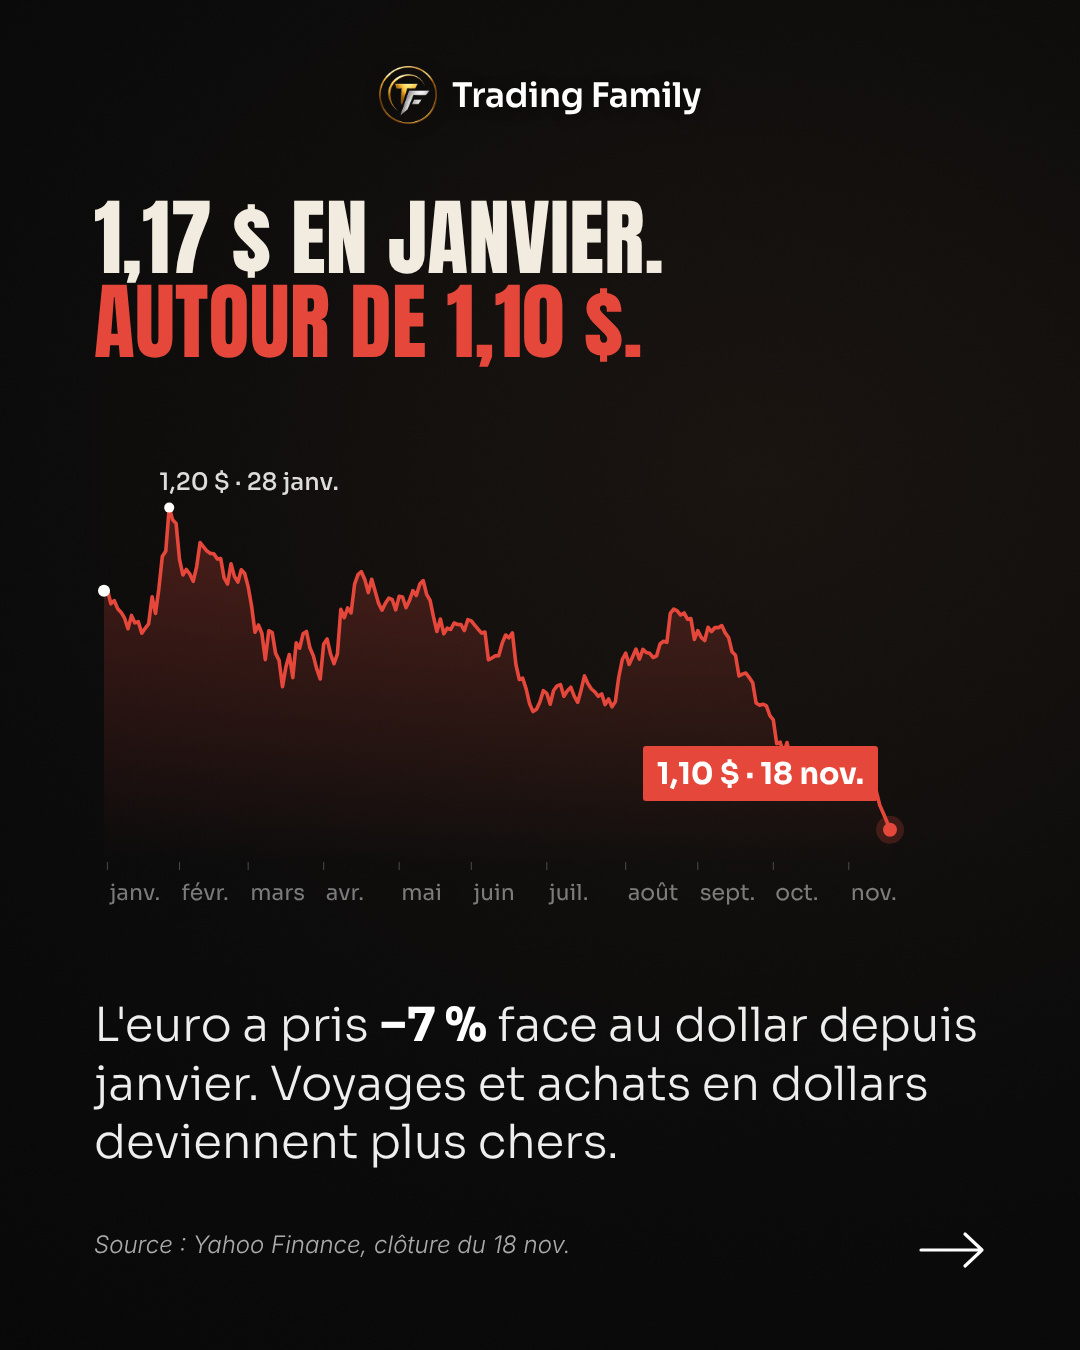 TF Trading Family
1,17 $ EN JANVIER.
AUTOUR DE 1,10 $.
1,20 $ · 28 janv.
1,10 $ · 18 nov.
janv. févr. mars avr. mai juin juil. août sept. oct. nov.
L'euro a pris –7 % face au dollar depuis
janvier. Voyages et achats en dollars
deviennent plus chers.
Source : Yahoo Finance, clôture du 18 nov.